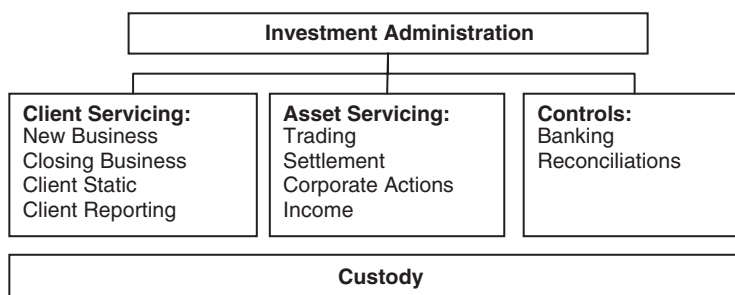 Investment Administration
Client Servicing:
New Business
Closing Business
Client Static
Client Reporting
Asset Servicing:
Trading
Settlement
Corporate Actions
Income
Controls:
Banking
Reconciliations
Custody